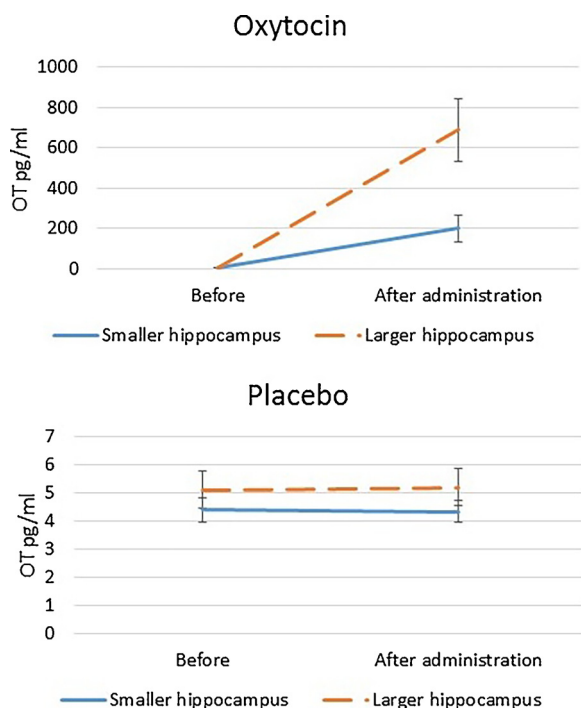 Oxytocin
1000
800
600
400
200
0
OT pg/ml
Before After administration
Smaller hippocampus Larger hippocampus
Placebo
7
6
5
4
3
2
1
0
OT pg/ml
Before After administration
Smaller hippocampus Larger hippocampus